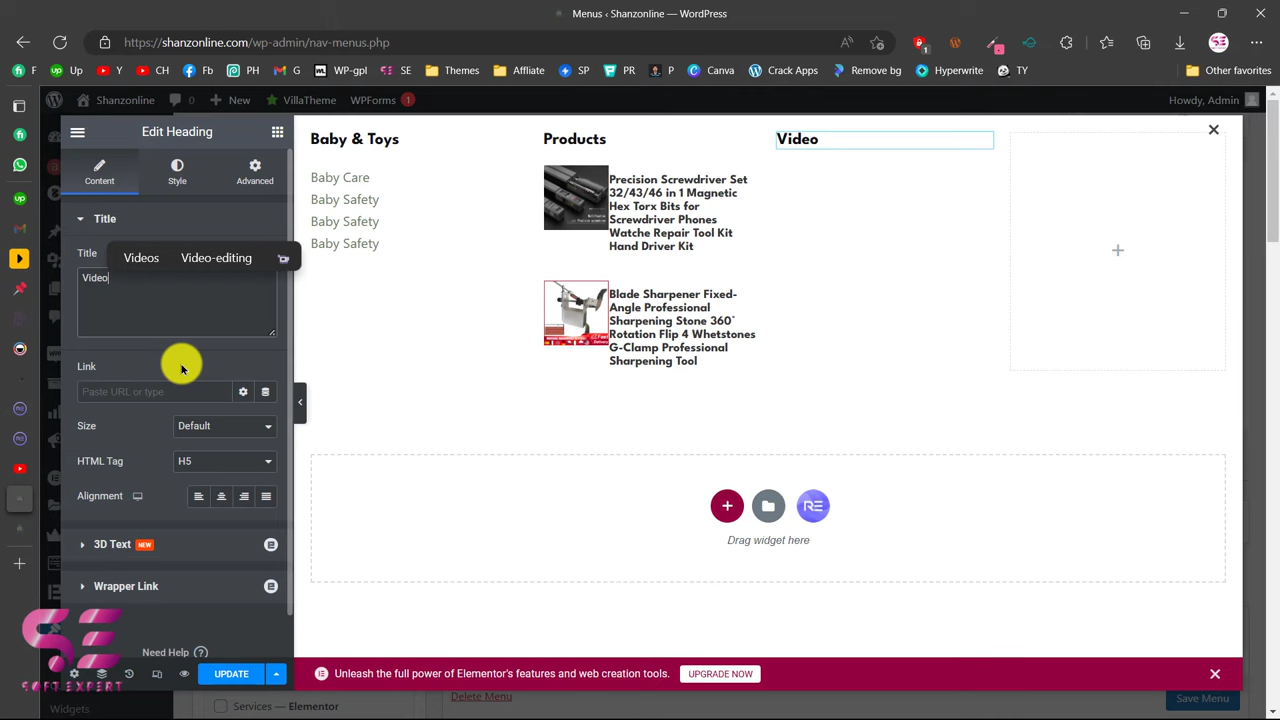 Menus ‹ Shanzonline — WordPress
https://shanzonline.com/wp-admin/nav-menus.php
F
Up
Y
CH
Fb
PH
G
WP-gpl
SE
Themes
Affliate
SP
PR
P
Canva
Crack Apps
Remove bg
Hyperwrite
TY
Other favorites
Shanzonline
0
New
VillaTheme
WPForms
1
Howdy, Admin
Edit Heading
Content
Style
Advanced
Title
Title
Videos
Video-editing
Video
Link
Paste URL or type
Size
Default
HTML Tag
H5
Alignment
3D Text
NEW
Wrapper Link
Need Help
UPDATE
SE
SOFT EXPERT
Widgets
Baby & Toys
Baby Care
Baby Safety
Baby Safety
Baby Safety
Products
Precision Screwdriver Set
32/43/46 in 1 Magnetic
Hex Torx Bits for
Screwdriver Phones
Watche Repair Tool Kit
Hand Driver Kit
Blade Sharpener Fixed-
Angle Professional
Sharpening Stone 360°
Rotation Flip 4 Whetstones
G-Clamp Professional
Sharpening Tool
Video
RE
Drag widget here
Unleash the full power of Elementor's features and web creation tools.
UPGRADE NOW
Services — Elementor
Delete Menu
Save Menu